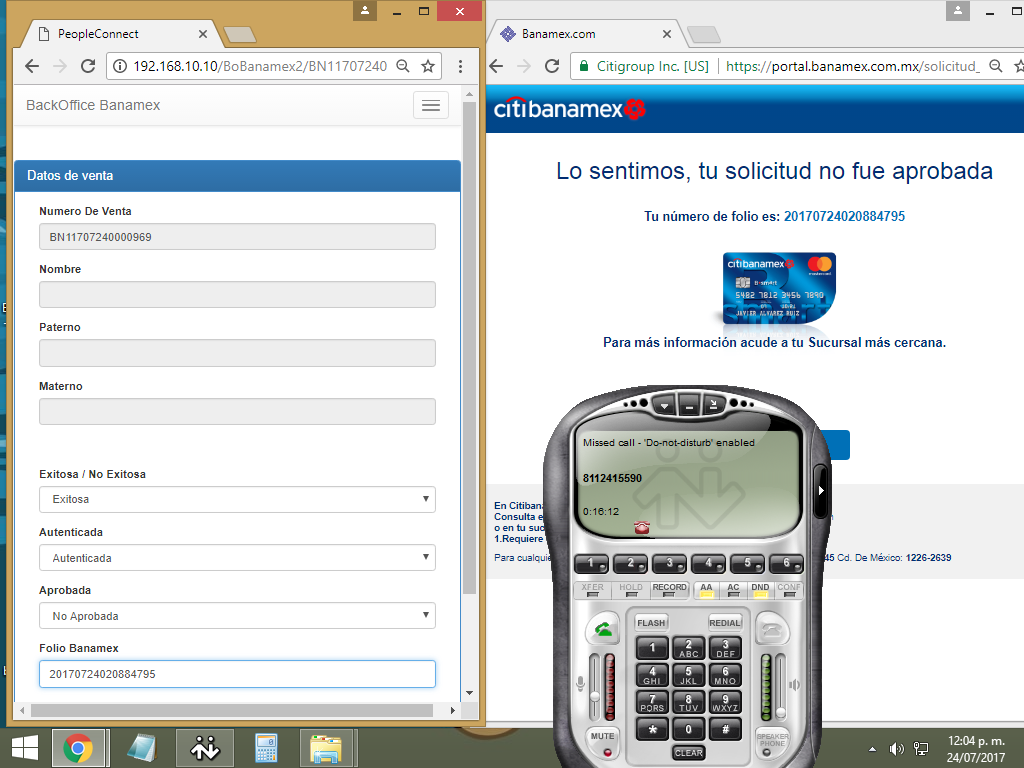 PeopleConnect
192.168.10.10/BoBanamex2/BN11707240
BackOffice Banamex
Datos de venta
Numero De Venta
BN11707240000969
Nombre
Paterno
Materno
Exitosa / No Exitosa
Exitosa
Autenticada
Autenticada
Aprobada
No Aprobada
Folio Banamex
20170724020884795
Banamex.com
Citigroup Inc. [US]
https://portal.banamex.com.mx/solicitud_
citibanamex
Lo sentimos, tu solicitud no fue aprobada
Tu número de folio es: 20170724020884795
citibanamex
mastercard
B•smart
5482 7812 3456 7890
JAVIER ALVAREZ RUIZ
Para más información acude a tu Sucursal más cercana.
En Citibana
Consulta e
o en tu suc
1.Requiere
Para cualquie
45 Cd. De México: 1226-2639
Missed call - 'Do-not-disturb' enabled
8112415590
0:16:12
1 2 3 4 5 6
XFER HOLD RECORD AA AC DND CONF
FLASH REDIAL
1 2 ABC 3 DEF
4 GHI 5 JKL 6 MNO
7 PQRS 8 TUV 9 WXYZ
* 0 #
MUTE
CLEAR
SPEAKER PHONE
12:04 p. m.
24/07/2017